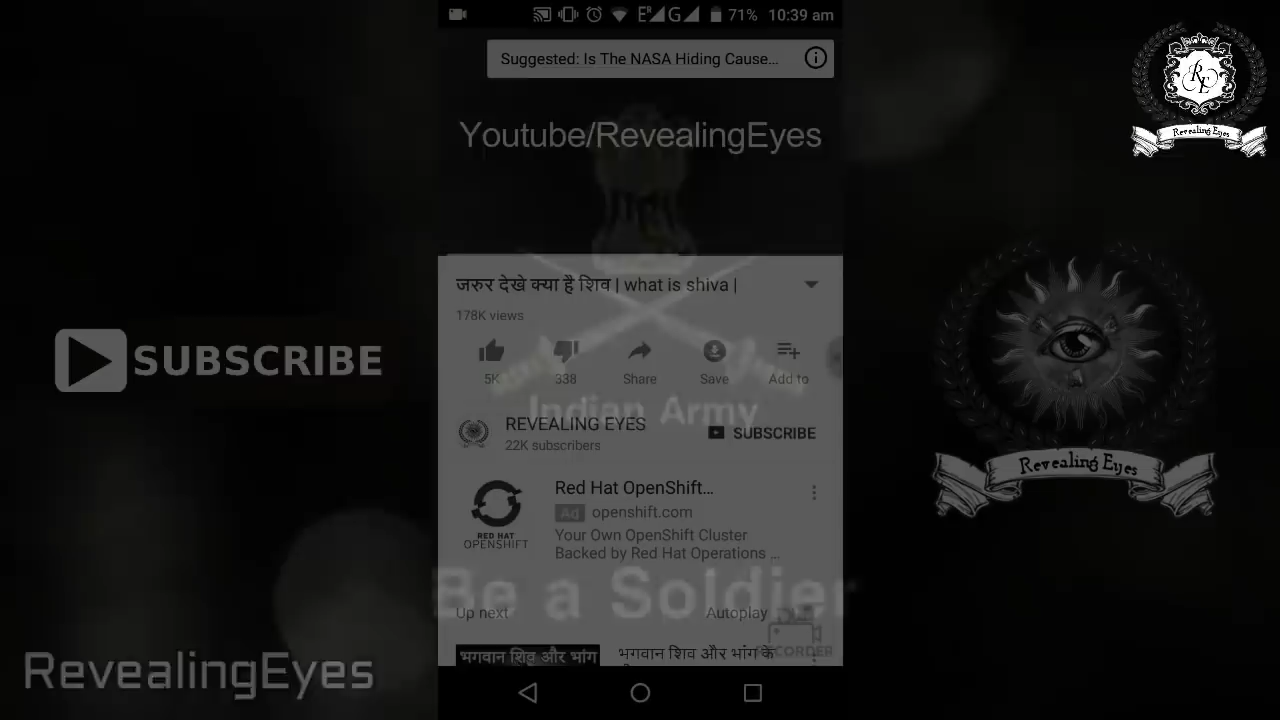 71% 10:39 am
Suggested: Is The NASA Hiding Cause...
Youtube/RevealingEyes
R E
Revealing Eyes
जरुर देखे क्या है शिव | what is shiva |
178K views
5K 338 Share Save Add to
Indian Army
REVEALING EYES
22K subscribers
SUBSCRIBE
SUBSCRIBE
Revealing Eyes
Red Hat OpenShift...
Ad openshift.com
RED HAT
OPENSHIFT
Your Own OpenShift Cluster
Backed by Red Hat Operations ...
Be a Soldier
Up next Autoplay
RECORDER
भगवान शिव और भांग
भगवान शिव और भांग के
RevealingEyes